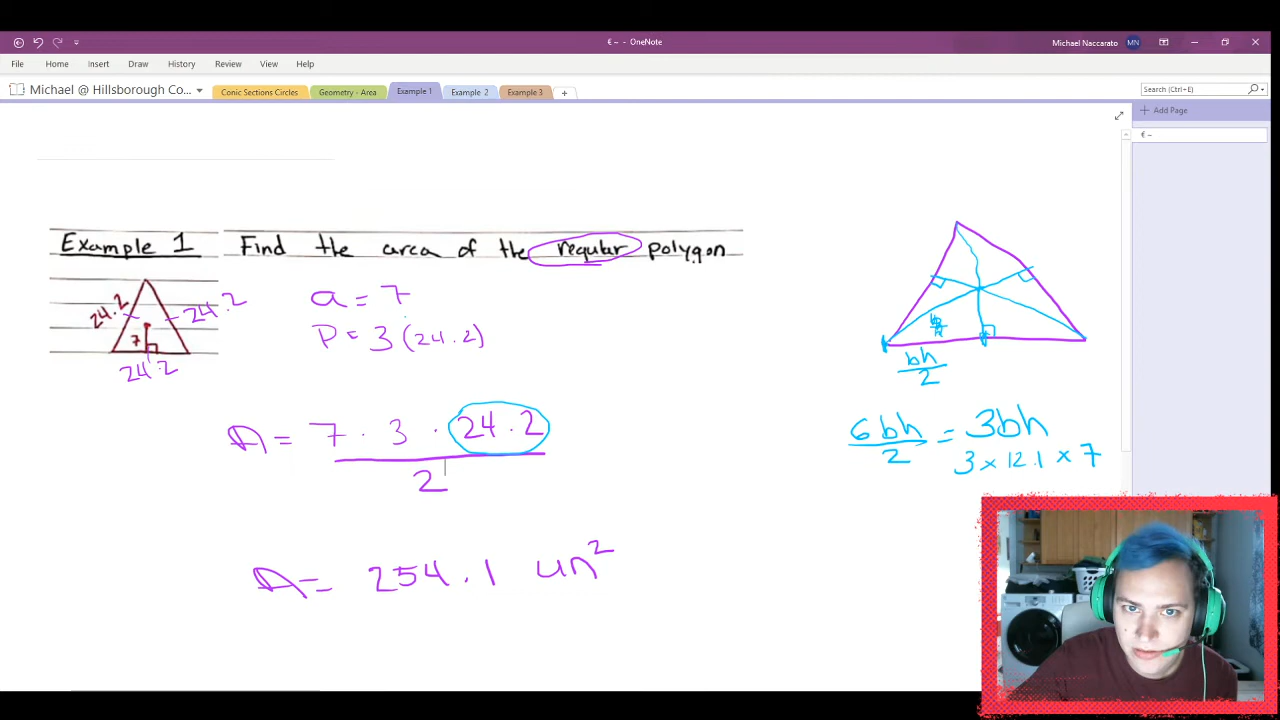 € ~ - OneNote
Michael Naccarato MN
File Home Insert Draw History Review View Help
Michael @ Hillsborough Co... Conic Sections Circles Geometry - Area Example 1 Example 2 Example 3 +
Search (Ctrl+E)
Add Page
€ ~
Example 1 Find the area of the regular polygon
24.2 24.2
7
24.2
a = 7
P = 3(24.2)
A = 7 · 3 · 24.2
2
A = 254.1 un²
bh
2
6bh = 3bh
2
3 x 12.1 x 7